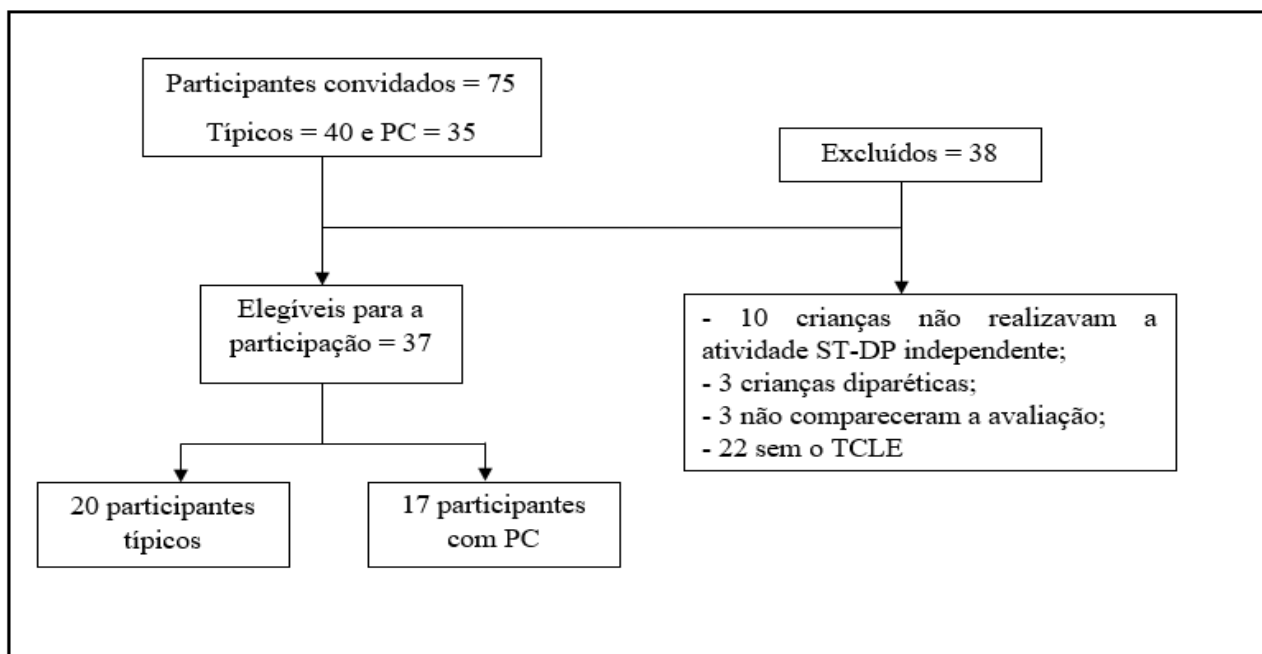 Participantes convidados = 75
Típicos = 40 e PC = 35
Excluídos = 38
Elegíveis para a
participação = 37
- 10 crianças não realizavam a
atividade ST-DP independente;
- 3 crianças diparéticas;
- 3 não compareceram a avaliação;
- 22 sem o TCLE
20 participantes
típicos
17 participantes
com PC